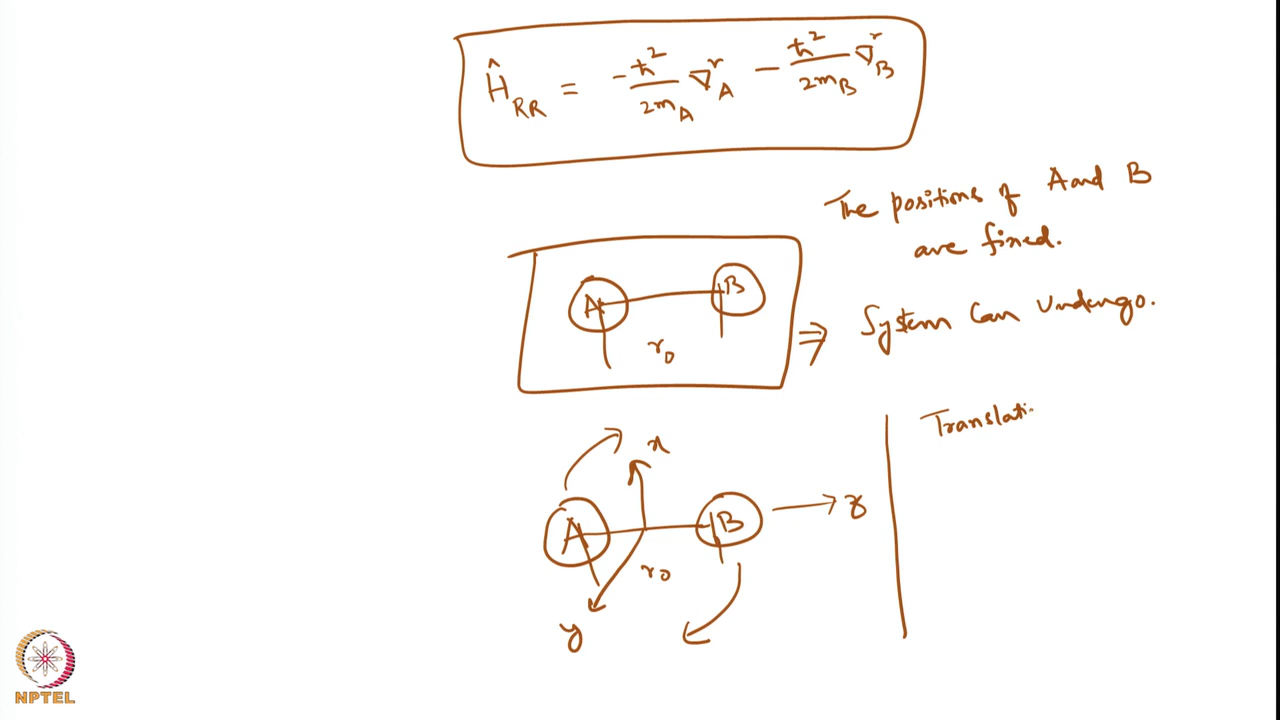 Ĥ_RR = -ħ²/2m_A ∇²_A - ħ²/2m_B ∇²_B
The positions of A and B
are fixed.
A B
r₀
⇒ System can undergo.
Translati
x
A B → z
r₀
y
NPTEL